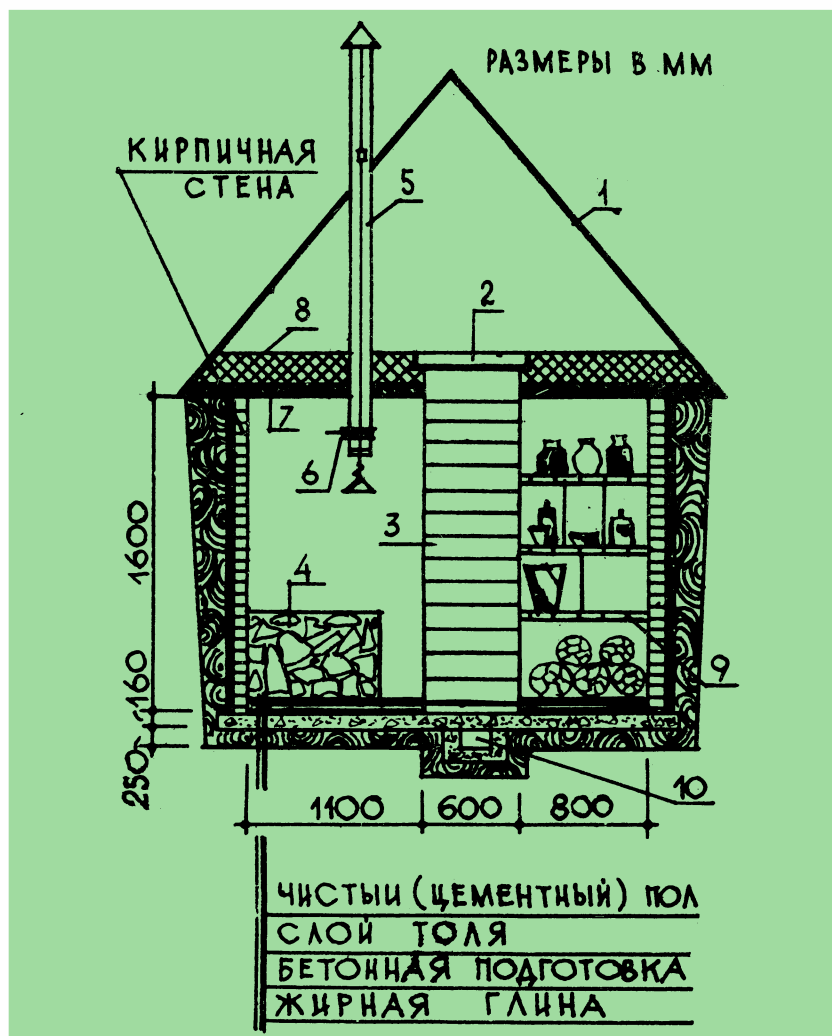 РАЗМЕРЫ В ММ
КИРПИЧНАЯ
СТЕНА
5
1
2
8
7
6
3
4
9
10
1600
160
250
1100
600
800
ЧИСТЫЙ (ЦЕМЕНТНЫЙ) ПОЛ
СЛОЙ ТОЛЯ
БЕТОННАЯ ПОДГОТОВКА
ЖИРНАЯ ГЛИНА